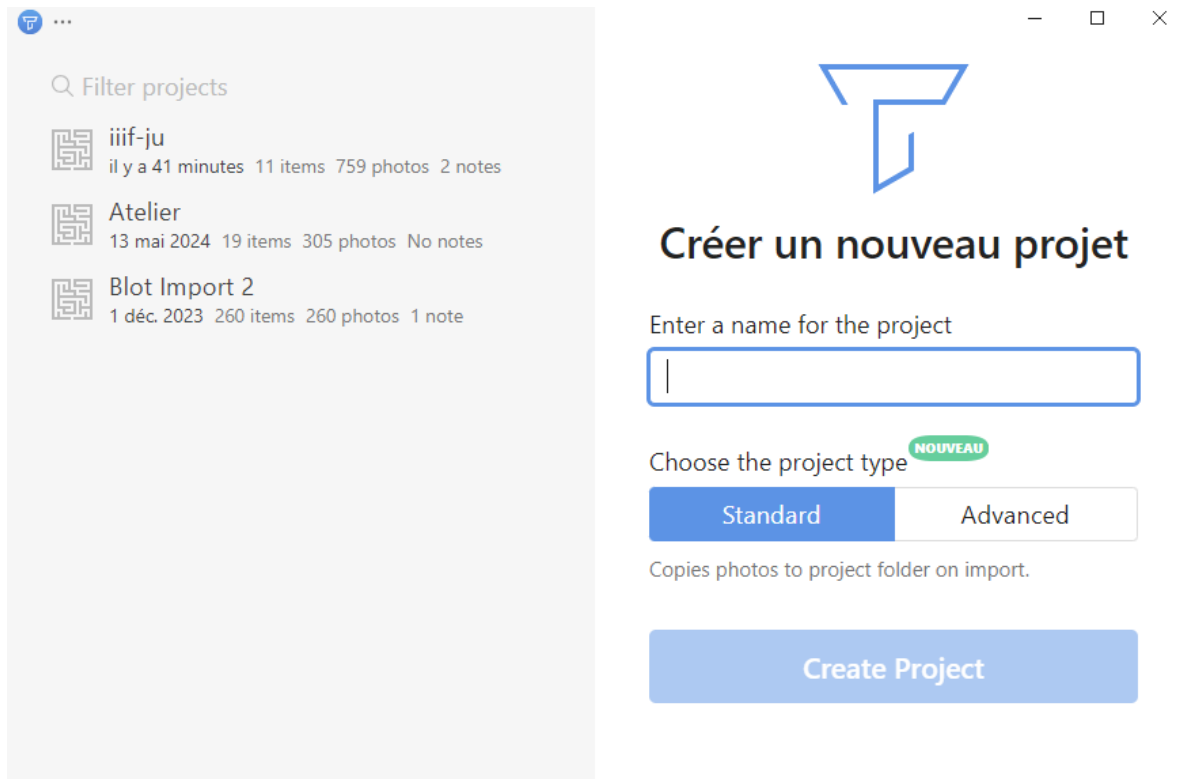 Filter projects
iiif-ju
il y a 41 minutes 11 items 759 photos 2 notes
Atelier
13 mai 2024 19 items 305 photos No notes
Blot Import 2
1 déc. 2023 260 items 260 photos 1 note
Créer un nouveau projet
Enter a name for the project
Choose the project type NOUVEAU
Standard Advanced
Copies photos to project folder on import.
Create Project